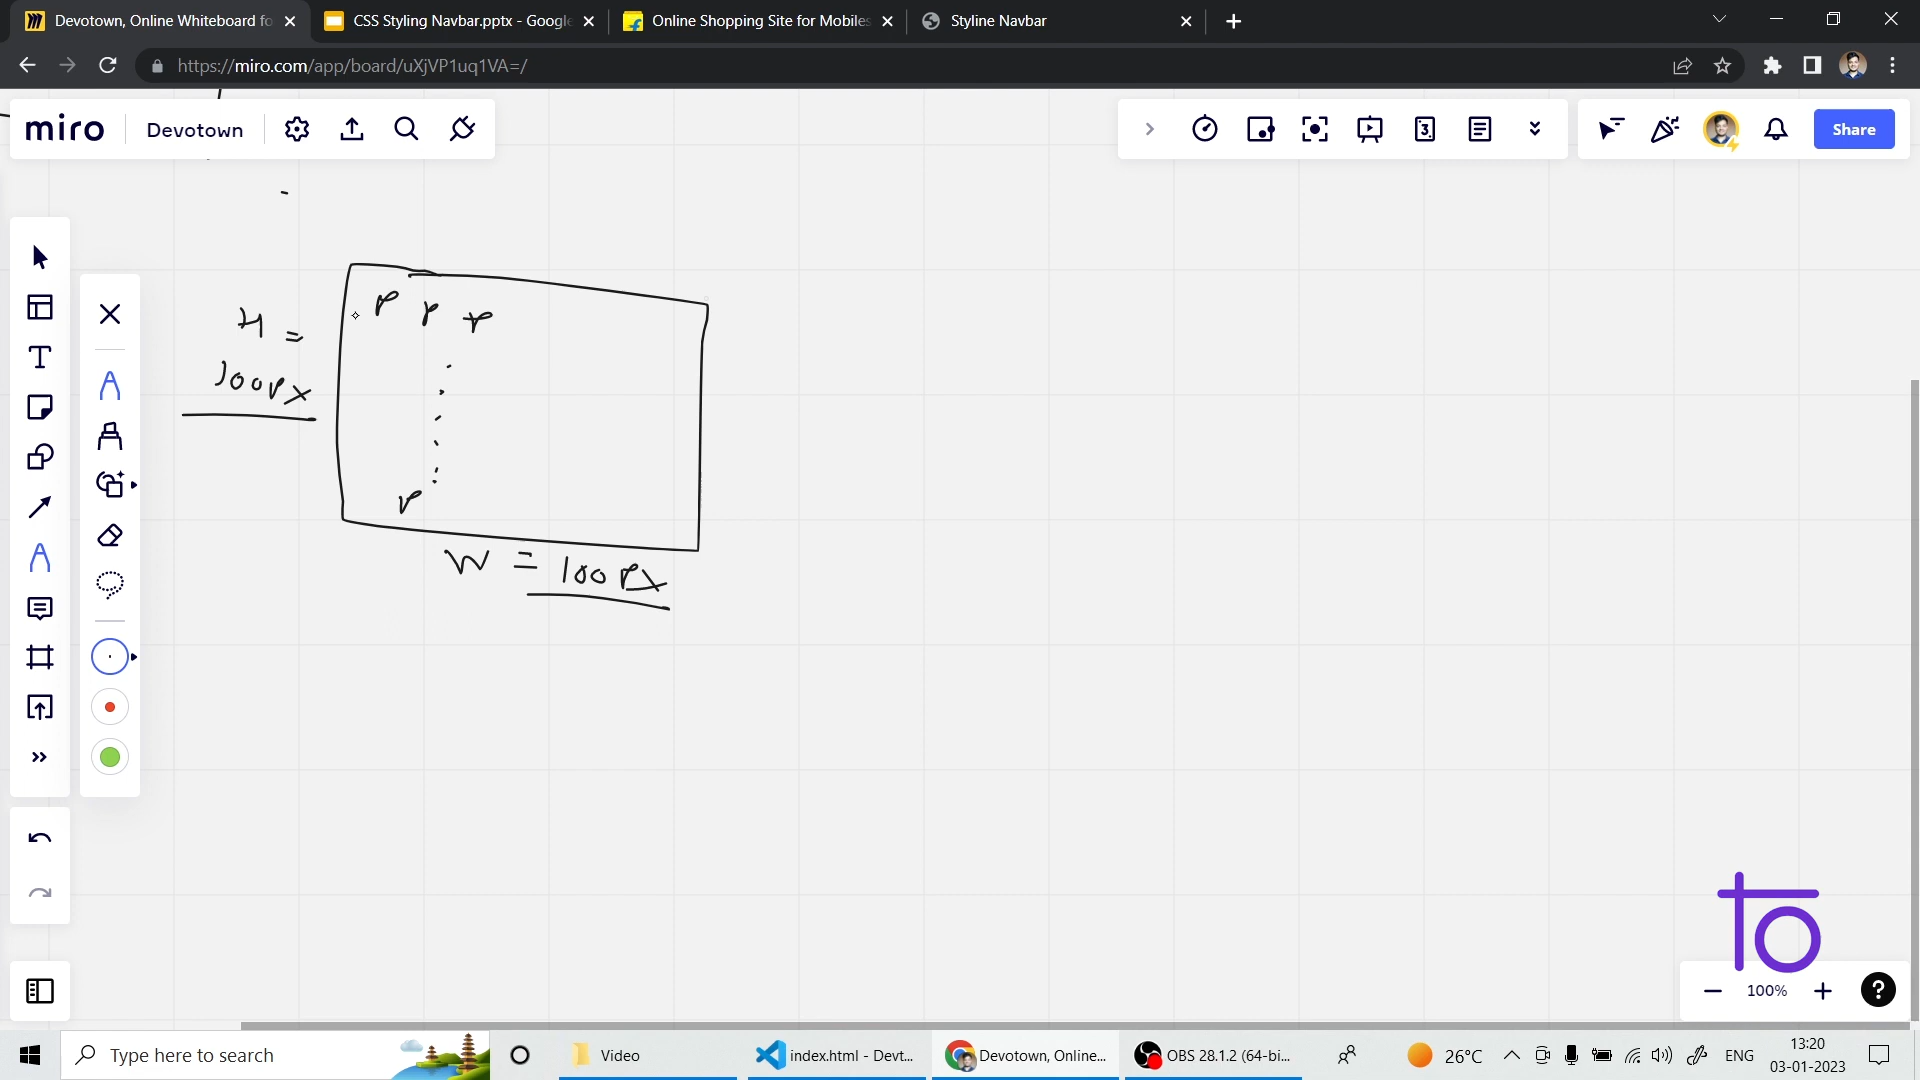 Devotown, Online Whiteboard fo
CSS Styling Navbar.pptx - Google
Online Shopping Site for Mobiles
Styline Navbar
https://miro.com/app/board/uXjVP1uq1VA=/
miro
Devotown
3
Share
H =
100px
P P P
P
W = 100px
100%
?
Type here to search
Video
index.html - Devt...
Devotown, Online...
OBS 28.1.2 (64-bi...
26°C
ENG
13:20
03-01-2023